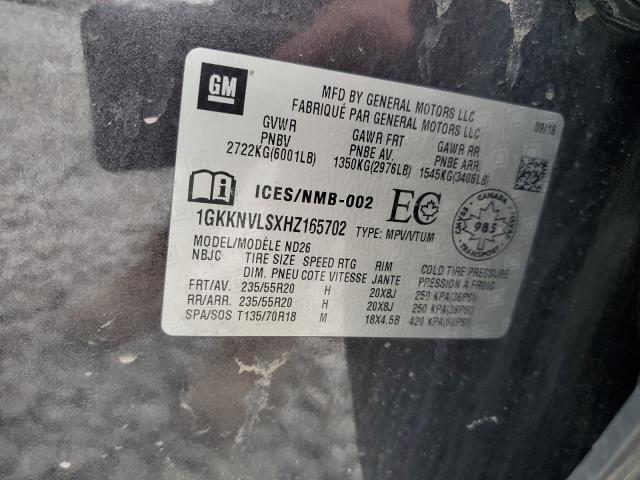 GM
MFD BY GENERAL MOTORS LLC
FABRIQUÉ PAR GENERAL MOTORS LLC
09/16
GVWR GAWR FRT GAWR RR
PNBV PNBE AV. PNBE ARR.
2722KG(6001LB) 1350KG(2976LB) 1545KG(3406LB)
ICES/NMB-002
EC
CANADA
985
1GKKNVLSXHZ165702 TYPE: MPV/VTUM
MODEL/MODÈLE ND26
NBJC TIRE SIZE SPEED RTG RIM COLD TIRE PRESSURE
DIM. PNEU COTE VITESSE JANTE PRESSION À FROID
FRT/AV. 235/55R20 H 20X8J 250 KPA(36PSI)
RR/ARR. 235/55R20 H 20X8J 250 KPA(36PSI)
SPA/SOS T135/70R18 M 18X4.5B 420 KPA(60PSI)